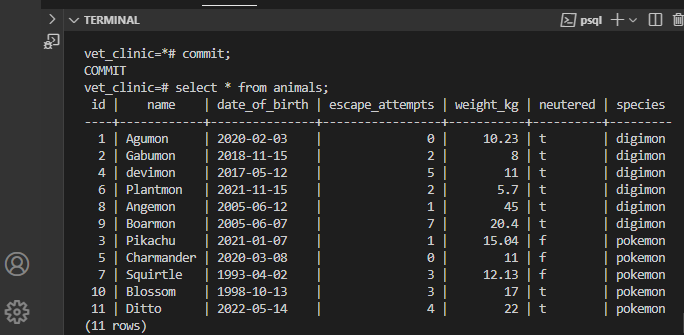 TERMINAL psql
vet_clinic=*# commit;
COMMIT
vet_clinic=# select * from animals;
 id |    name    | date_of_birth | escape_attempts | weight_kg | neutered | species
----+------------+---------------+-----------------+-----------+----------+---------
  1 | Agumon     | 2020-02-03    |               0 |     10.23 | t        | digimon
  2 | Gabumon    | 2018-11-15    |               2 |         8 | t        | digimon
  4 | devimon    | 2017-05-12    |               5 |        11 | t        | digimon
  6 | Plantmon   | 2021-11-15    |               2 |       5.7 | t        | digimon
  8 | Angemon    | 2005-06-12    |               1 |        45 | t        | digimon
  9 | Boarmon    | 2005-06-07    |               7 |      20.4 | t        | digimon
  3 | Pikachu    | 2021-01-07    |               1 |     15.04 | f        | pokemon
  5 | Charmander | 2020-03-08    |               0 |        11 | f        | pokemon
  7 | Squirtle   | 1993-04-02    |               3 |     12.13 | f        | pokemon
 10 | Blossom    | 1998-10-13    |               3 |        17 | t        | pokemon
 11 | Ditto      | 2022-05-14    |               4 |        22 | t        | pokemon
(11 rows)